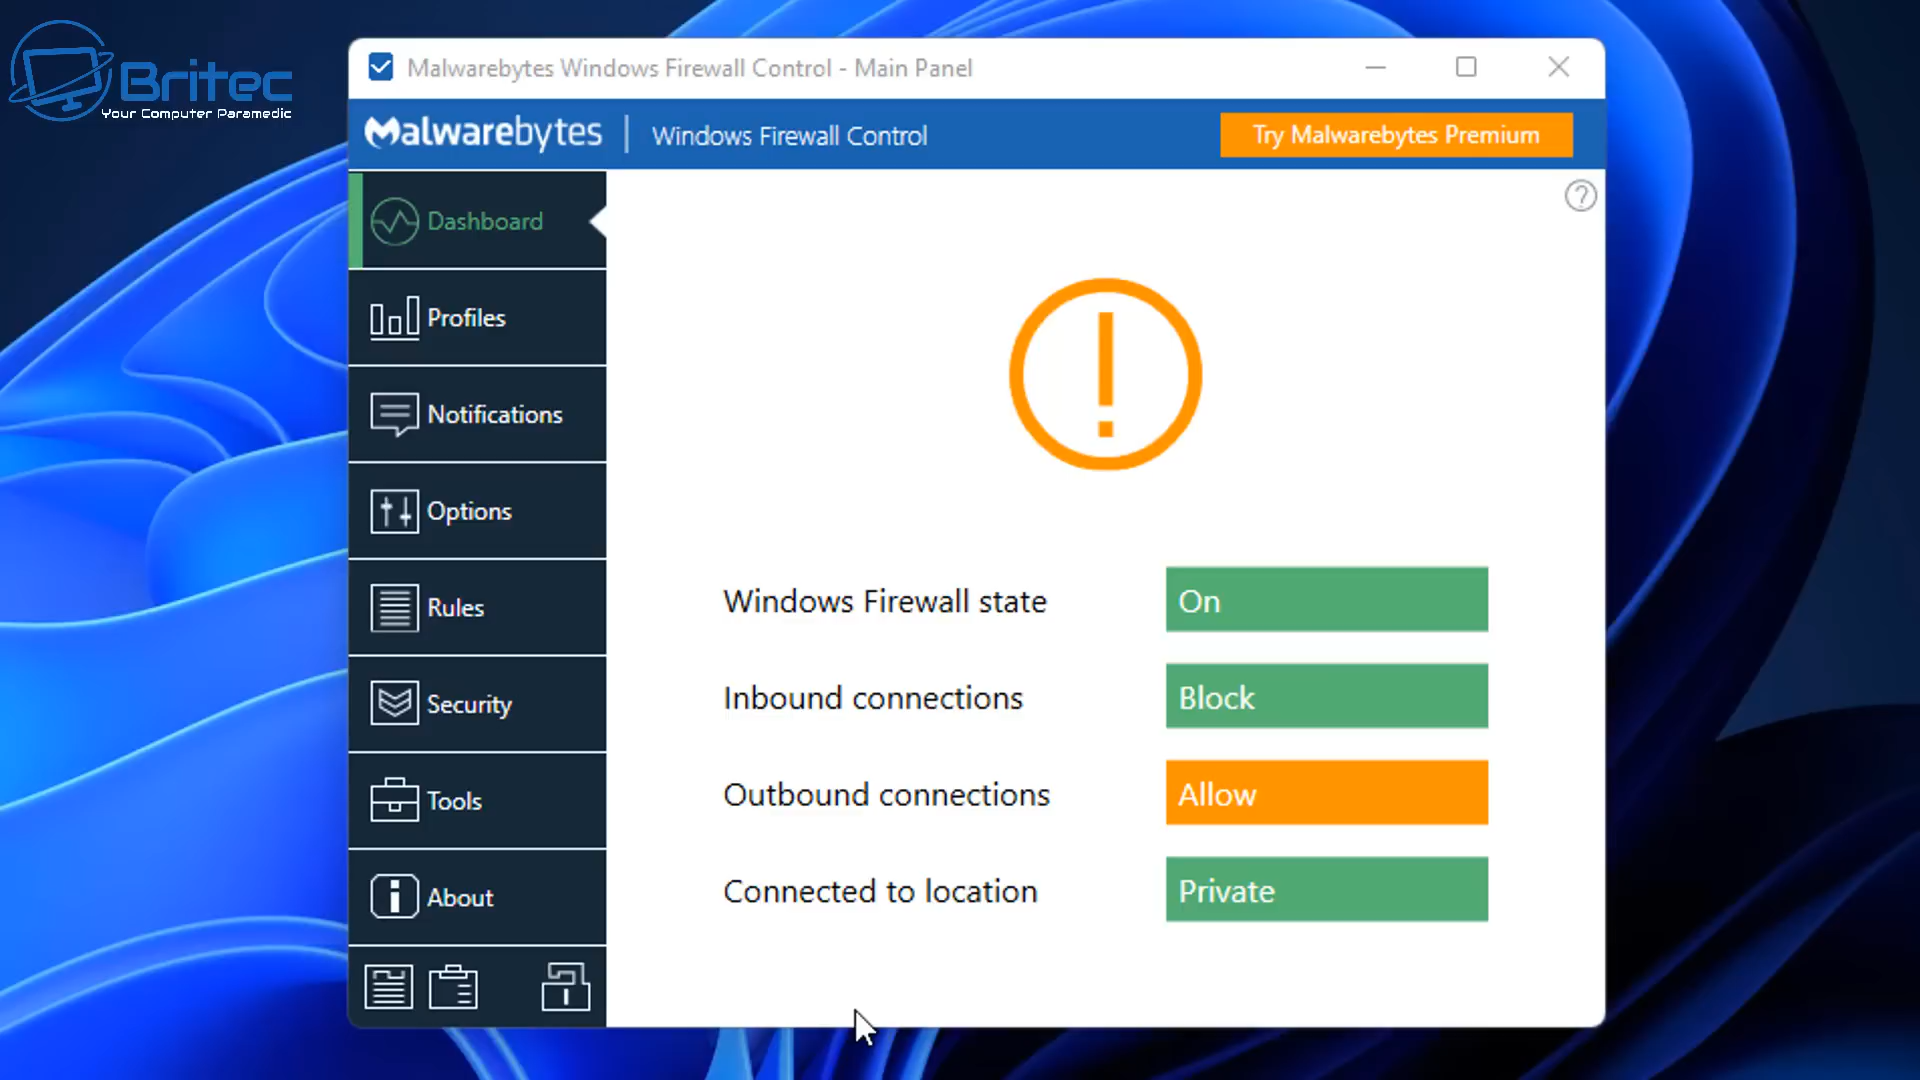 Britec
Your Computer Paramedic
Malwarebytes Windows Firewall Control - Main Panel
Malwarebytes | Windows Firewall Control
Try Malwarebytes Premium
?
Dashboard
Profiles
Notifications
Options
Rules
Security
Tools
About
!
Windows Firewall state On
Inbound connections Block
Outbound connections Allow
Connected to location Private